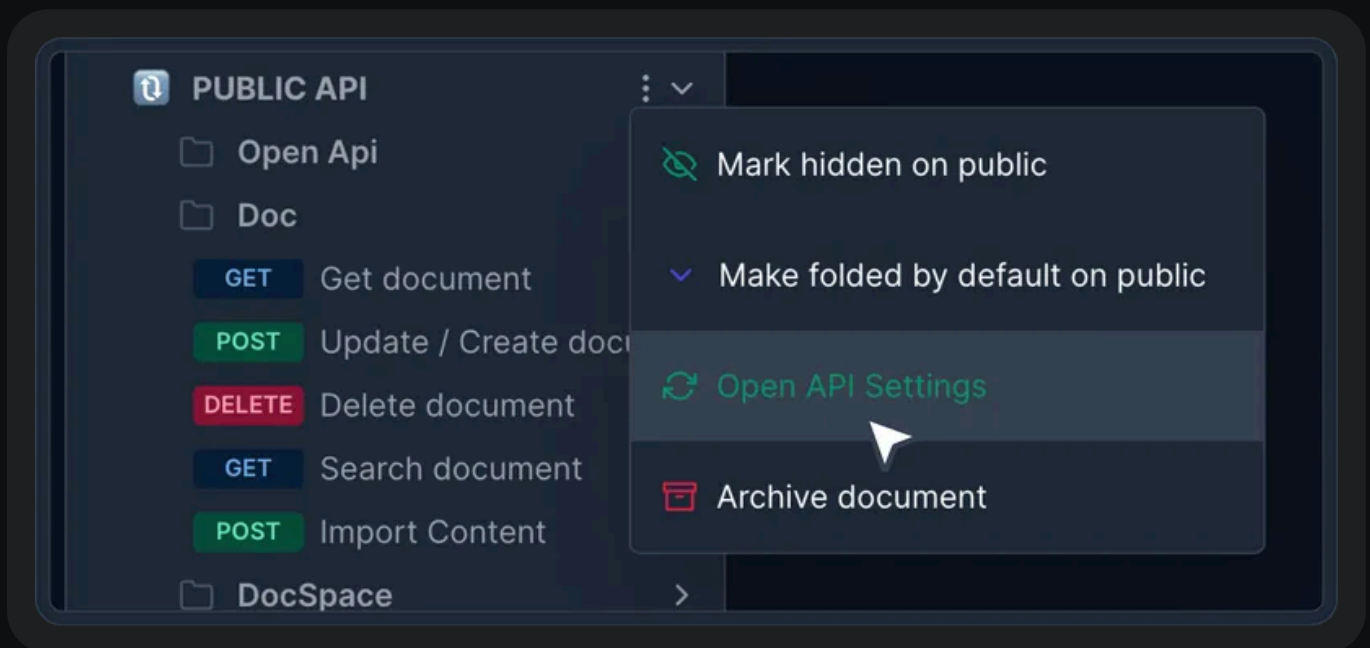 PUBLIC API
Open Api
Doc
GET Get document
POST Update / Create
DELETE Delete document
GET Search document
POST Import Content
DocSpace
Mark hidden on public
Make folded by default on public
Open API Settings
Archive document